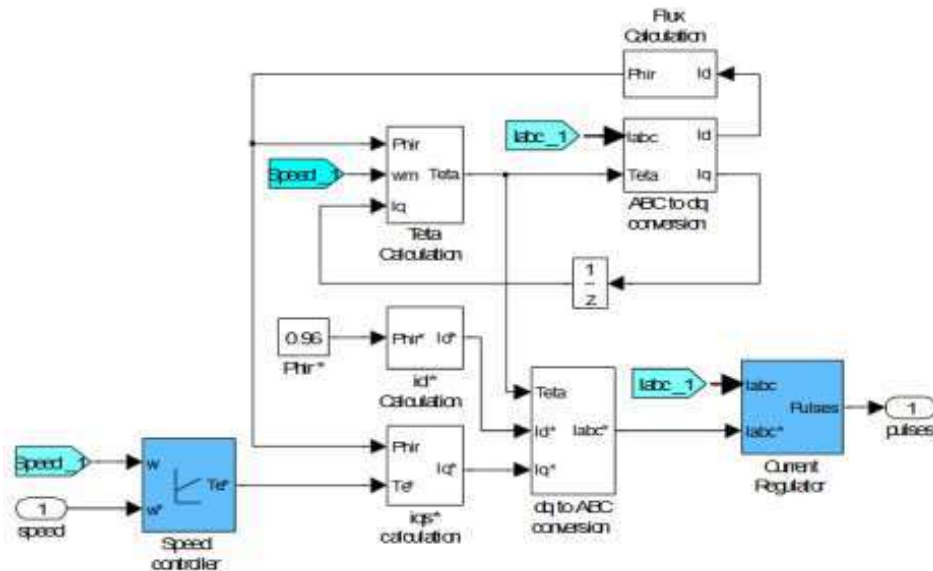 Flux
Calculation
Phir Id
Iabc_1
Iabc Id
Teta Iq
ABC to dq
conversion
Phir
Speed_1
wm Teta
Iq
Teta
Calculation
1
z
0.96
Phir*
Phir* Id*
id*
Calculation
Teta
Id* Iabc*
Iq*
dq to ABC
conversion
Iabc_1
Iabc
Pulses
Iabc*
Current
Regulator
1
pulses
Phir
Iq*
Te*
iqs*
calculation
Speed_1
w
Te*
w*
1
speed
Speed
controller